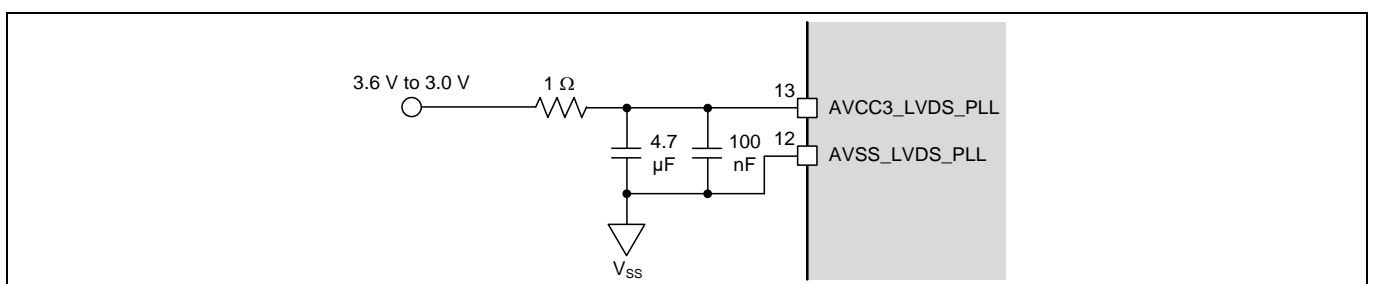 3.6 V to 3.0 V
1 Ω
13
AVCC3_LVDS_PLL
4.7
µF
100
nF
12
AVSS_LVDS_PLL
VSS